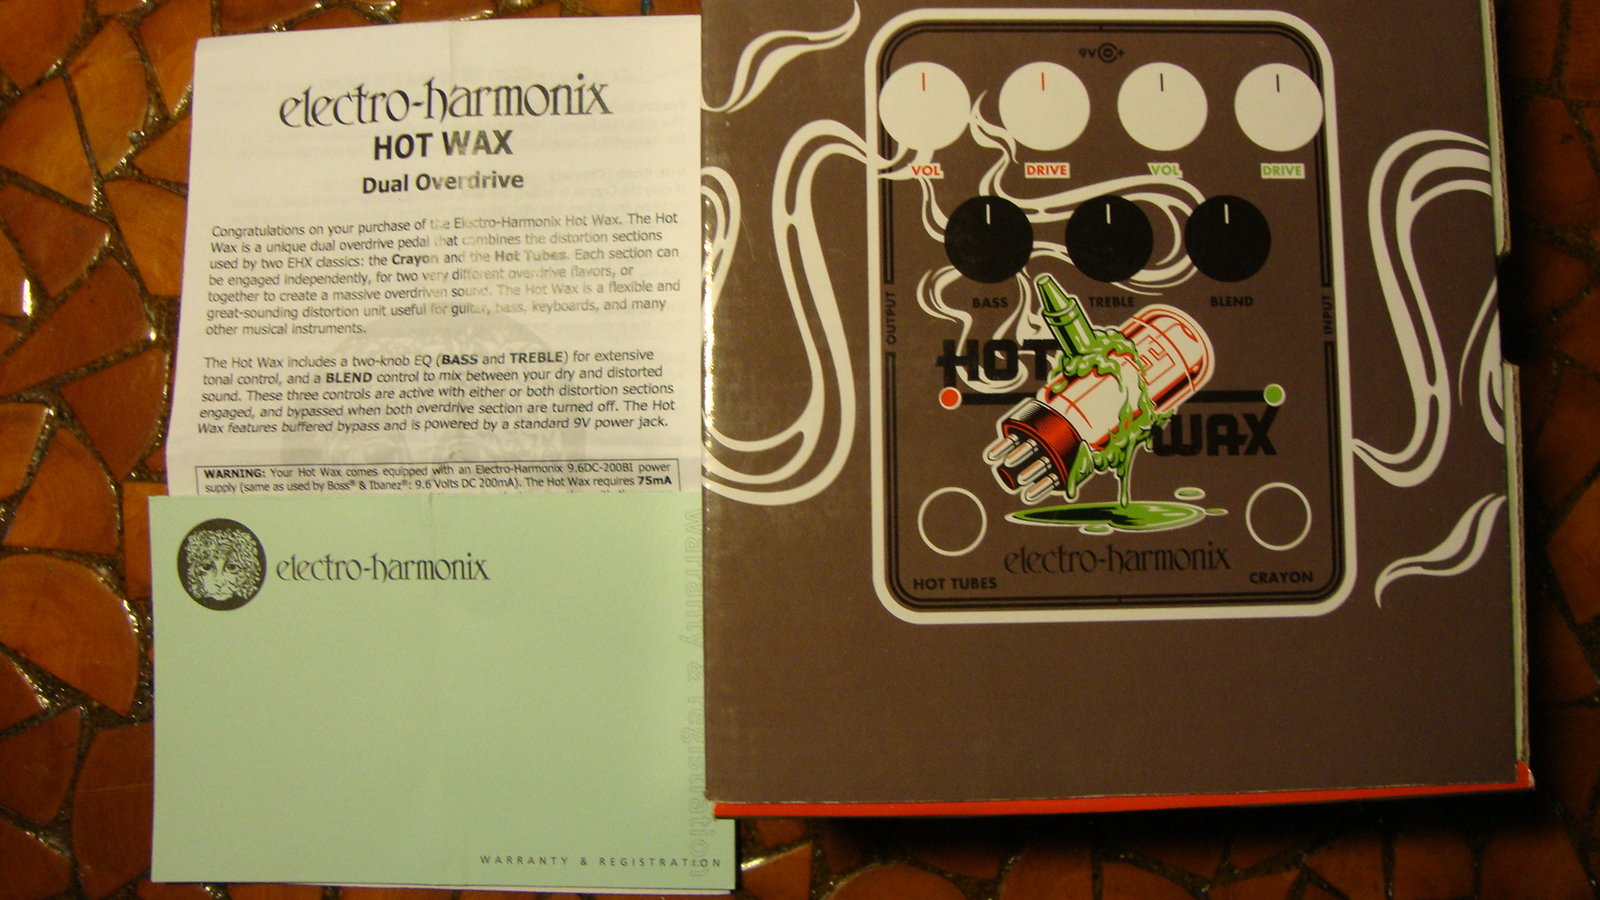 electro-harmonix
HOT WAX
Dual Overdrive
Congratulations on your purchase of the Electro-Harmonix Hot Wax. The Hot
Wax is a unique dual overdrive pedal that combines the distortion sections
used by two EHX classics: the Crayon and the Hot Tubes. Each section can
be engaged independently, for two very different overdrive flavors, or
together to create a massive overdriven sound. The Hot Wax is a flexible and
great-sounding distortion unit useful for guitar, bass, keyboards, and many
other musical instruments.
The Hot Wax includes a two-knob EQ (BASS and TREBLE) for extensive
tonal control, and a BLEND control to mix between your dry and distorted
sound. These three controls are active with either or both distortion sections
engaged, and bypassed when both overdrive section are turned off. The Hot
Wax features buffered bypass and is powered by a standard 9V power jack.
WARNING: Your Hot Wax comes equipped with an Electro-Harmonix 9.6DC-200BI power
supply (same as used by Boss® & Ibanez®: 9.6 Volts DC 200mA). The Hot Wax requires 75mA
electro-harmonix
warranty & registration
WARRANTY & REGISTRATION
9V
VOL DRIVE VOL DRIVE
BASS TREBLE BLEND
OUTPUT
INPUT
HOT
WAX
electro-harmonix
HOT TUBES
CRAYON